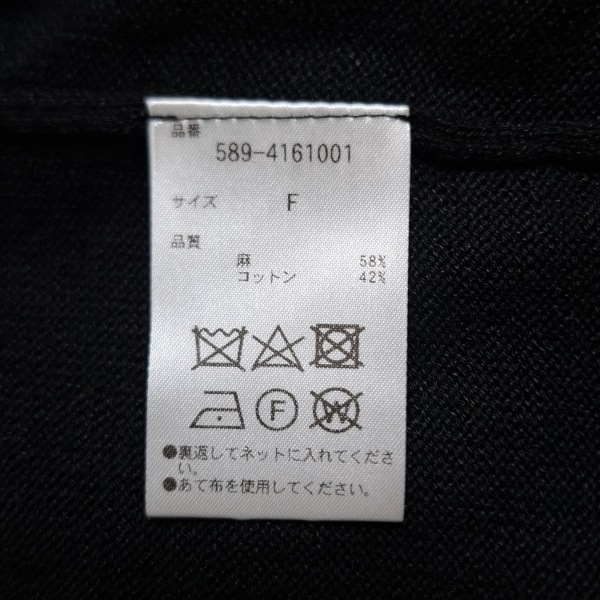 品番
589-4161001
サイズ F
品質
麻 58%
コットン 42%
F
W
●裏返してネットに入れてくださ
い。
●あて布を使用してください。